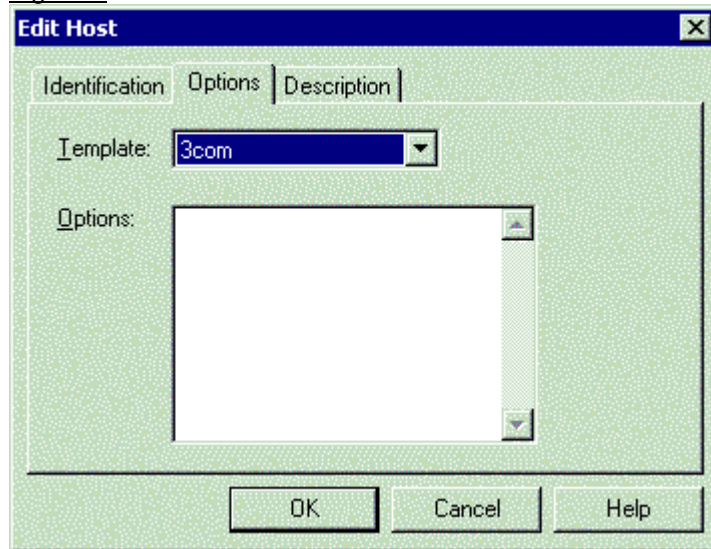 Edit Host
Identification Options Description
Template: 3com
Options:
OK Cancel Help